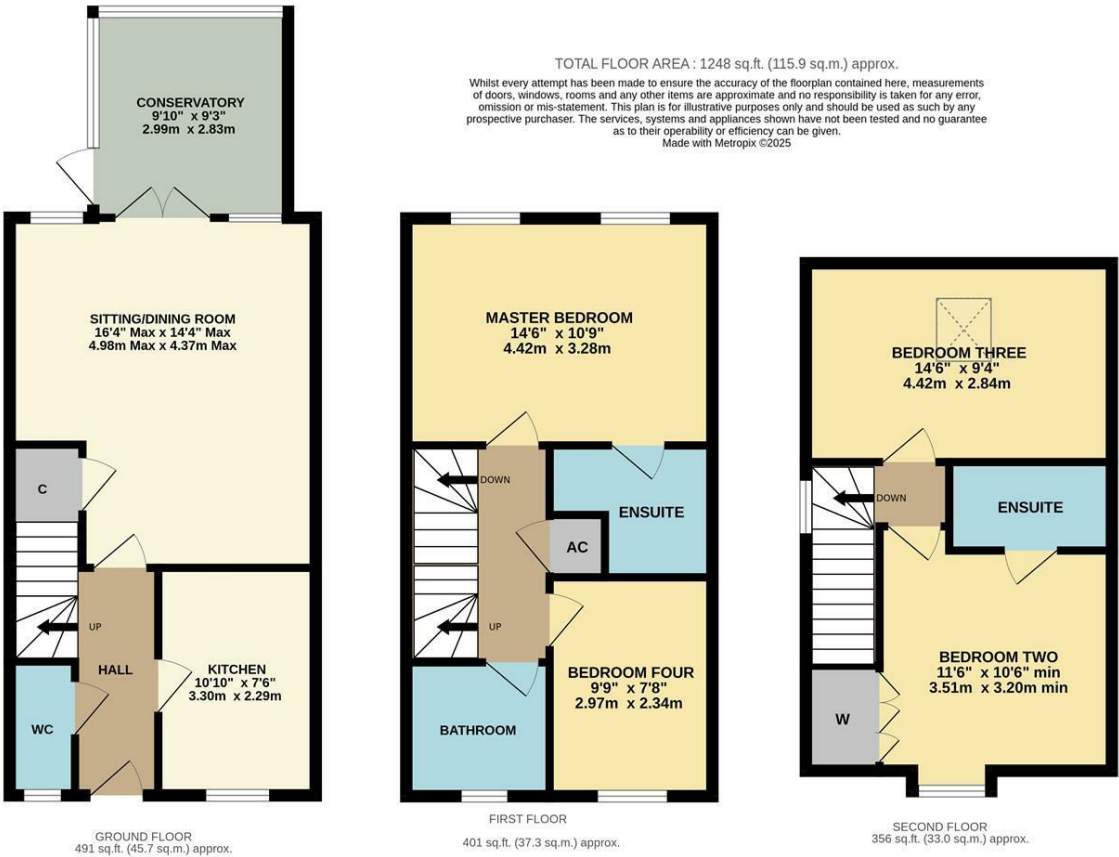 TOTAL FLOOR AREA : 1248 sq.ft. (115.9 sq.m.) approx.
Whilst every attempt has been made to ensure the accuracy of the floorplan contained here, measurements
of doors, windows, rooms and any other items are approximate and no responsibility is taken for any error,
omission or mis-statement. This plan is for illustrative purposes only and should be used as such by any
prospective purchaser. The services, systems and appliances shown have not been tested and no guarantee
as to their operability or efficiency can be given.
Made with Metropix ©2025
CONSERVATORY
9'10" x 9'3"
2.99m x 2.83m
SITTING/DINING ROOM
16'4" Max x 14'4" Max
4.98m Max x 4.37m Max
C
UP
HALL
KITCHEN
10'10" x 7'6"
3.30m x 2.29m
WC
GROUND FLOOR
491 sq.ft. (45.7 sq.m.) approx.
MASTER BEDROOM
14'6" x 10'9"
4.42m x 3.28m
DOWN
ENSUITE
AC
UP
BEDROOM FOUR
9'9" x 7'8"
2.97m x 2.34m
BATHROOM
FIRST FLOOR
401 sq.ft. (37.3 sq.m.) approx.
BEDROOM THREE
14'6" x 9'4"
4.42m x 2.84m
DOWN
ENSUITE
BEDROOM TWO
11'6" x 10'6" min
3.51m x 3.20m min
W
SECOND FLOOR
356 sq.ft. (33.0 sq.m.) approx.